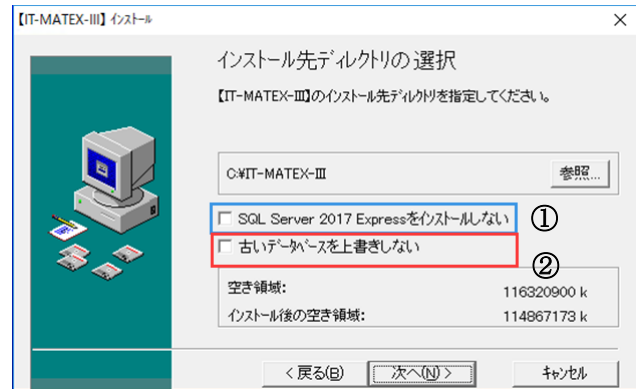 【IT-MATEX-Ⅲ】 ｲﾝｽﾄｰﾙ
インストール先ディレクトリの選択
【IT-MATEX-Ⅲ】のインストール先ディレクトリを指定してください。
C:¥IT-MATEX-Ⅲ
参照...
SQL Server 2017 Expressをインストールしない ①
古いデータベースを上書きしない
②
空き領域: 116320900 k
インストール後の空き領域: 114867173 k
< 戻る(B) 次へ(N) > キャンセル